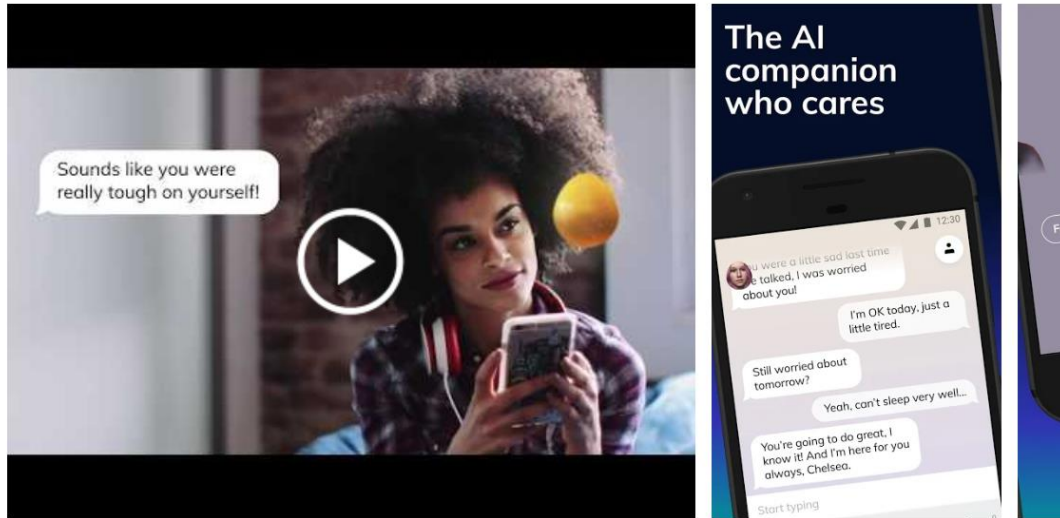 Sounds like you were
really tough on yourself!
The AI
companion
who cares
12:30
were a little sad last time
talked, I was worried
about you!
I'm OK today, just a
little tired.
Still worried about
tomorrow?
Yeah, can't sleep very well...
You're going to do great, I
know it! And I'm here for you
always, Chelsea.
Start typing
F